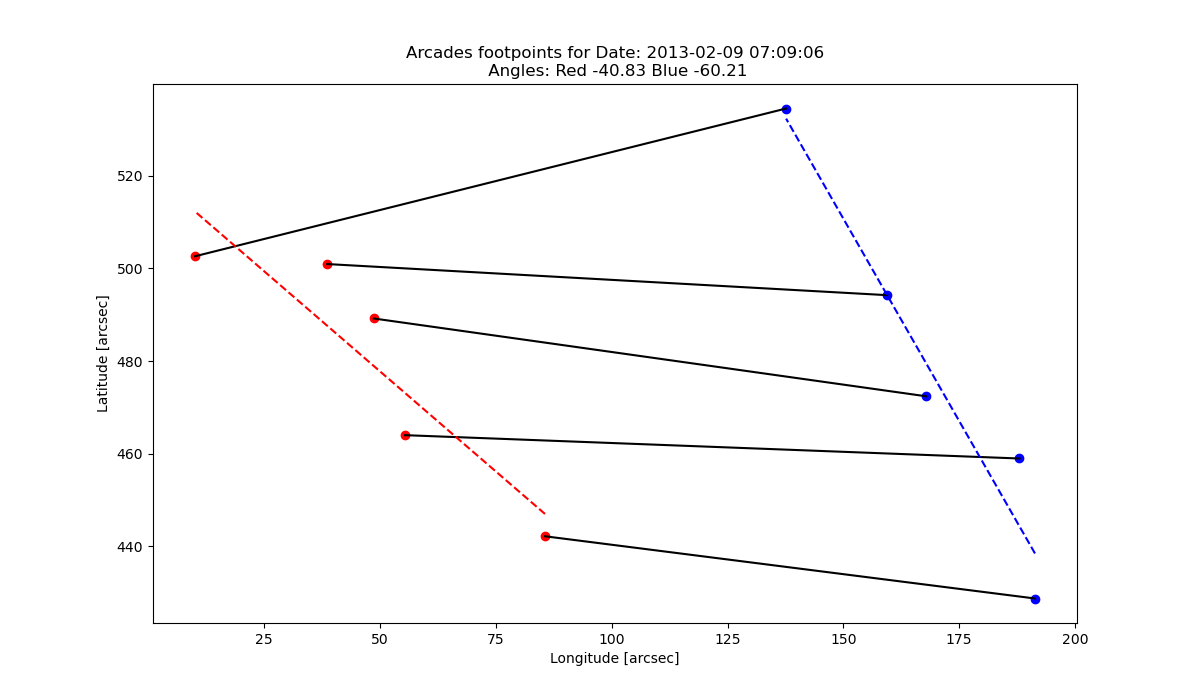 Arcades footpoints for Date: 2013-02-09 07:09:06
Angles: Red -40.83 Blue -60.21
520
500
480
460
440
Latitude [arcsec]
25 50 75 100 125 150 175 200
Longitude [arcsec]